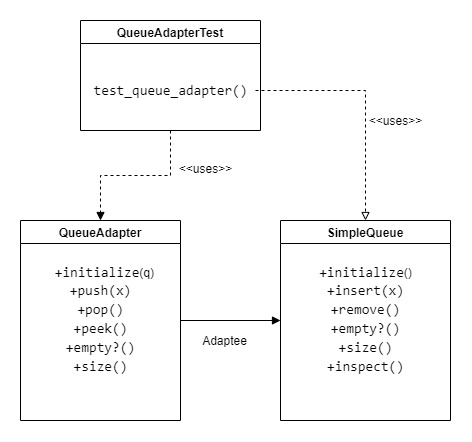 QueueAdapterTest
test_queue_adapter()
<<uses>>
<<uses>>
QueueAdapter
+initialize(q)
+push(x)
+pop()
+peek()
+empty?()
+size()
Adaptee
SimpleQueue
+initialize()
+insert(x)
+remove()
+empty?()
+size()
+inspect()